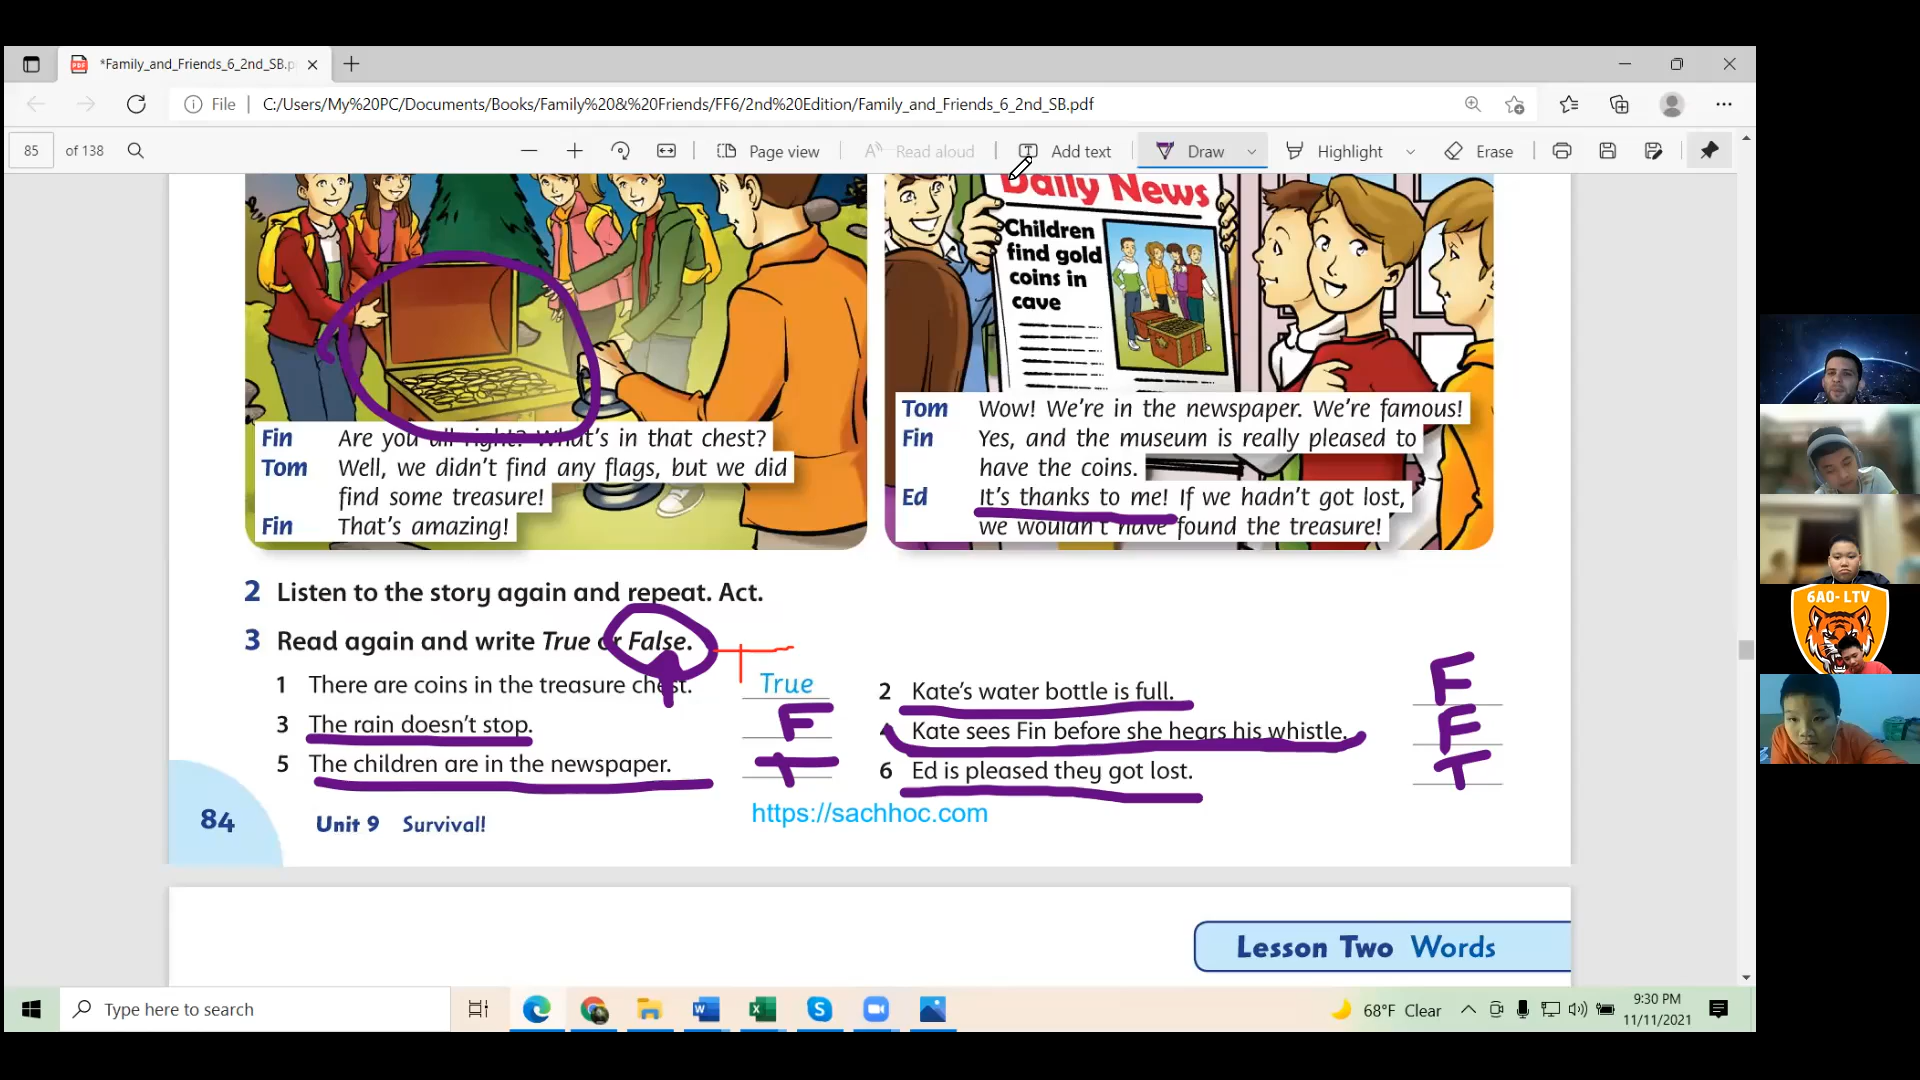 *Family_and_Friends_6_2nd_SB.p
File
C:/Users/My%20PC/Documents/Books/Family%20&%20Friends/FF6/2nd%20Edition/Family_and_Friends_6_2nd_SB.pdf
85 of 138
Page view
Read aloud
Add text
Draw
Highlight
Erase
Daily News
Children
find gold
coins in
cave
Fin Are you all right? What's in that chest?
Tom Well, we didn't find any flags, but we did
find some treasure!
Fin That's amazing!
Tom Wow! We're in the newspaper. We're famous!
Fin Yes, and the museum is really pleased to
have the coins.
Ed It's thanks to me! If we hadn't got lost,
we wouldn't have found the treasure!
2 Listen to the story again and repeat. Act.
3 Read again and write True or False.
T
1 There are coins in the treasure chest. True
2 Kate's water bottle is full. F
3 The rain doesn't stop. F
4 Kate sees Fin before she hears his whistle. F
5 The children are in the newspaper. T
6 Ed is pleased they got lost. T
https://sachhoc.com
84 Unit 9 Survival!
Lesson Two Words
6A0-LTV
Type here to search
68°F Clear
9:30 PM
11/11/2021